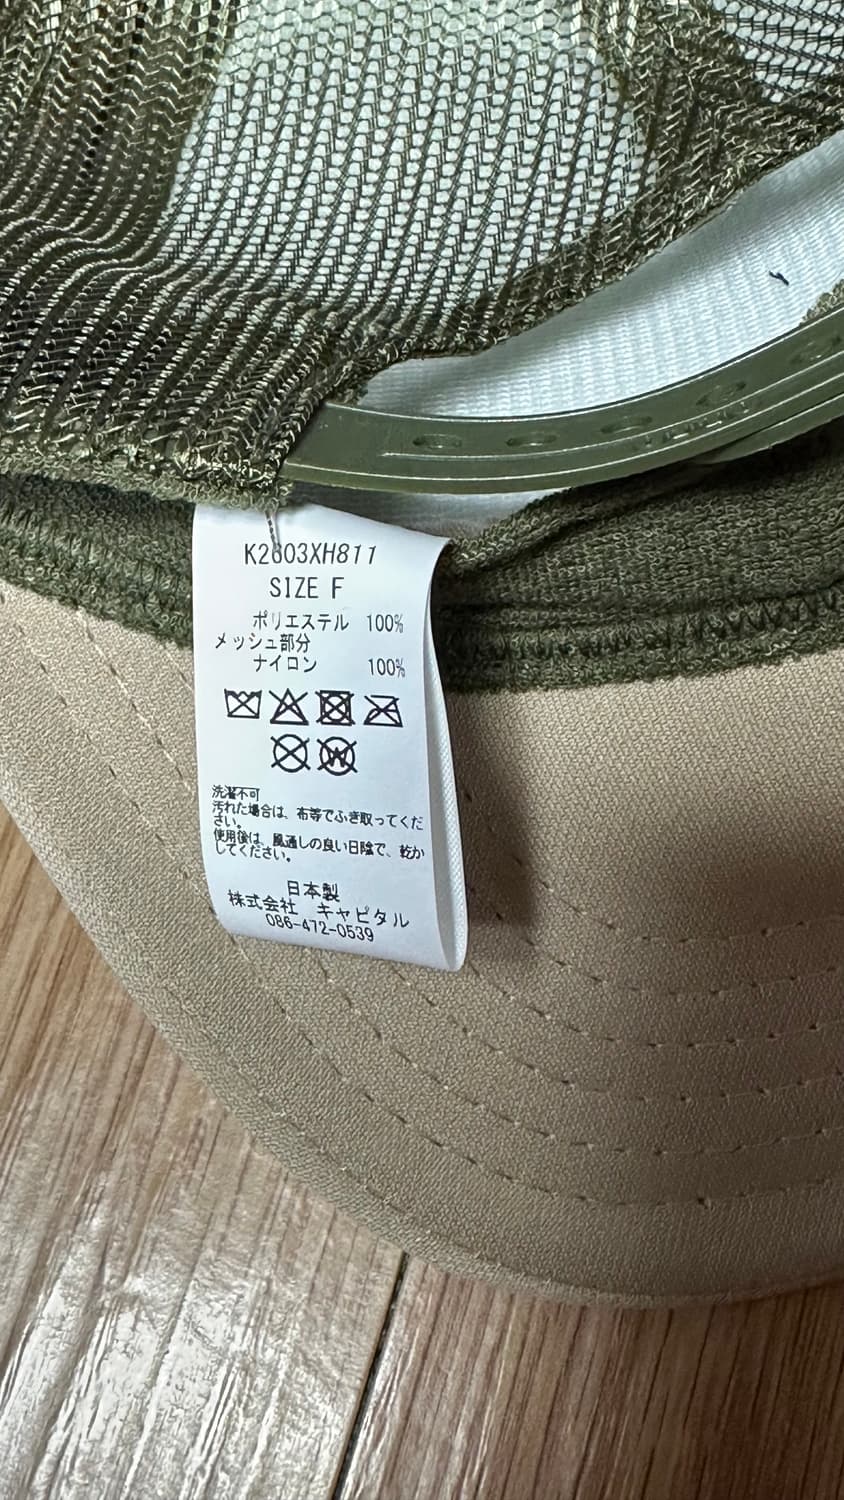 K2603XH811
SIZE F
ポリエステル 100%
メッシュ部分
ナイロン 100%
洗濯不可
汚れた場合は、布等でふき取ってくだ
さい。
使用後は、風通しの良い日陰で、乾か
してください。
日本製
株式会社 キャピタル
086-472-0539